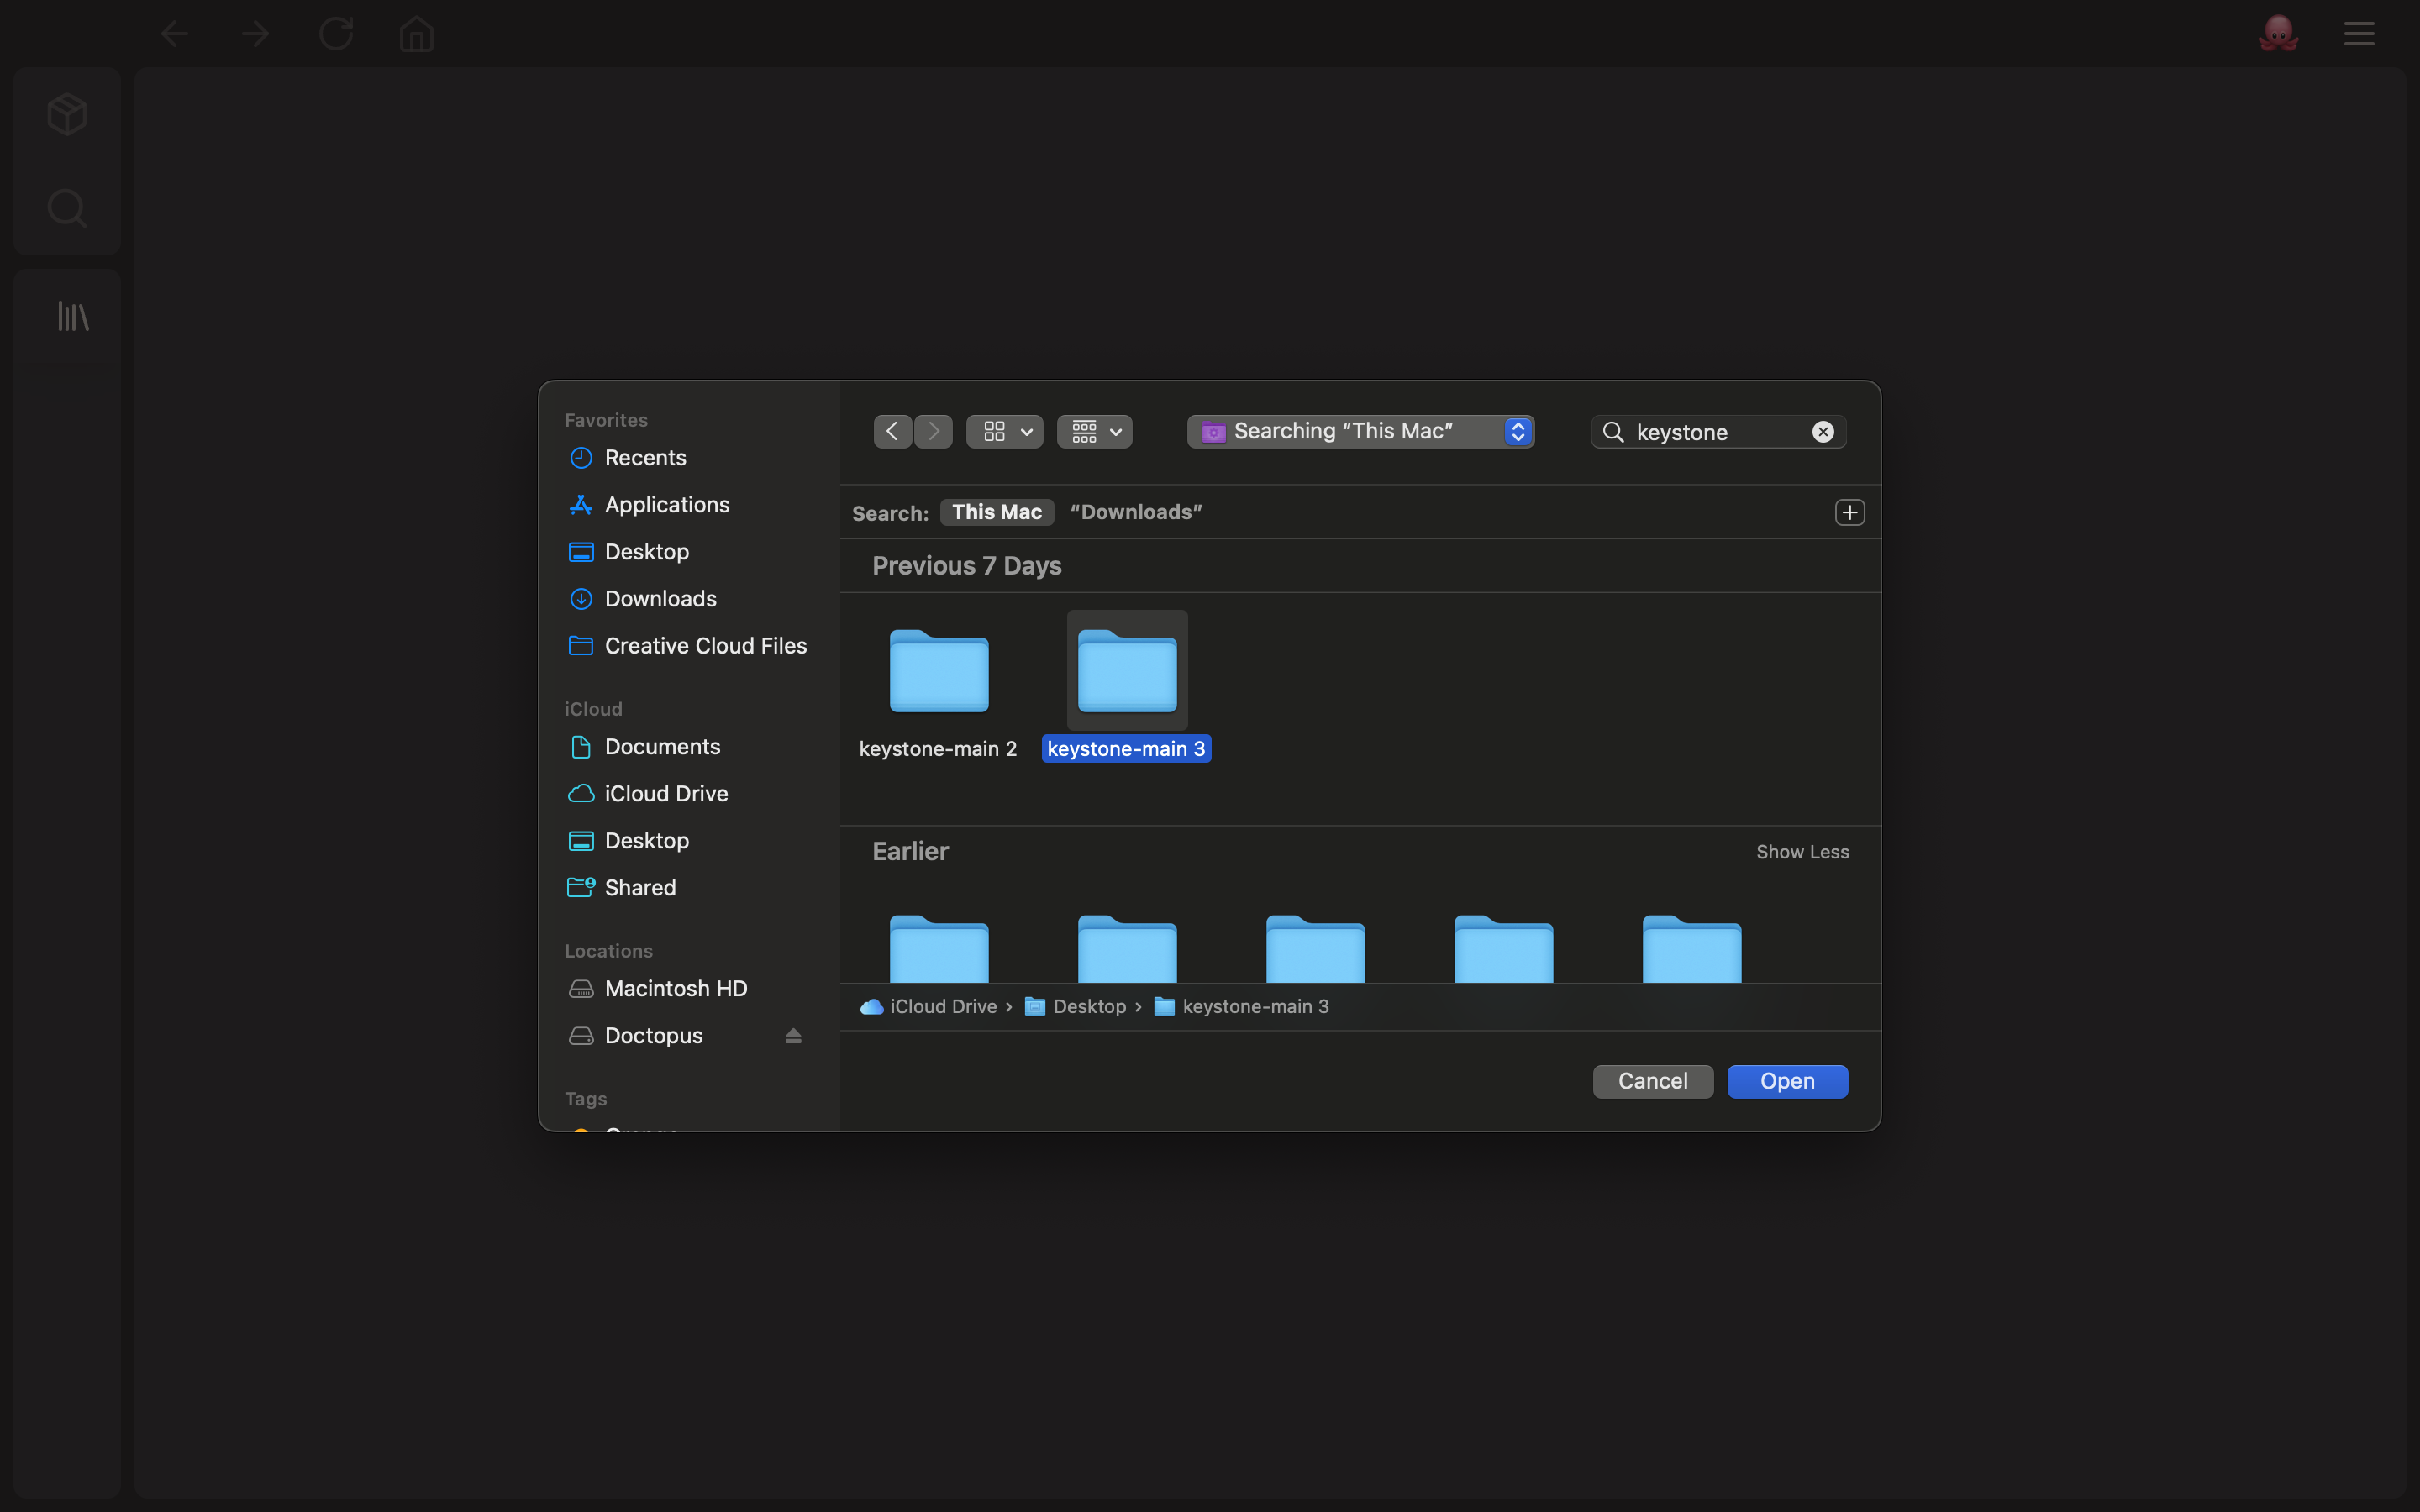 Favorites
Recents
Applications
Desktop
Downloads
Creative Cloud Files
iCloud
Documents
iCloud Drive
Desktop
Shared
Locations
Macintosh HD
Doctopus
Tags
Searching “This Mac”
keystone
Search: This Mac “Downloads”
Previous 7 Days
keystone-main 2
keystone-main 3
Earlier
Show Less
iCloud Drive › Desktop › keystone-main 3
Cancel
Open